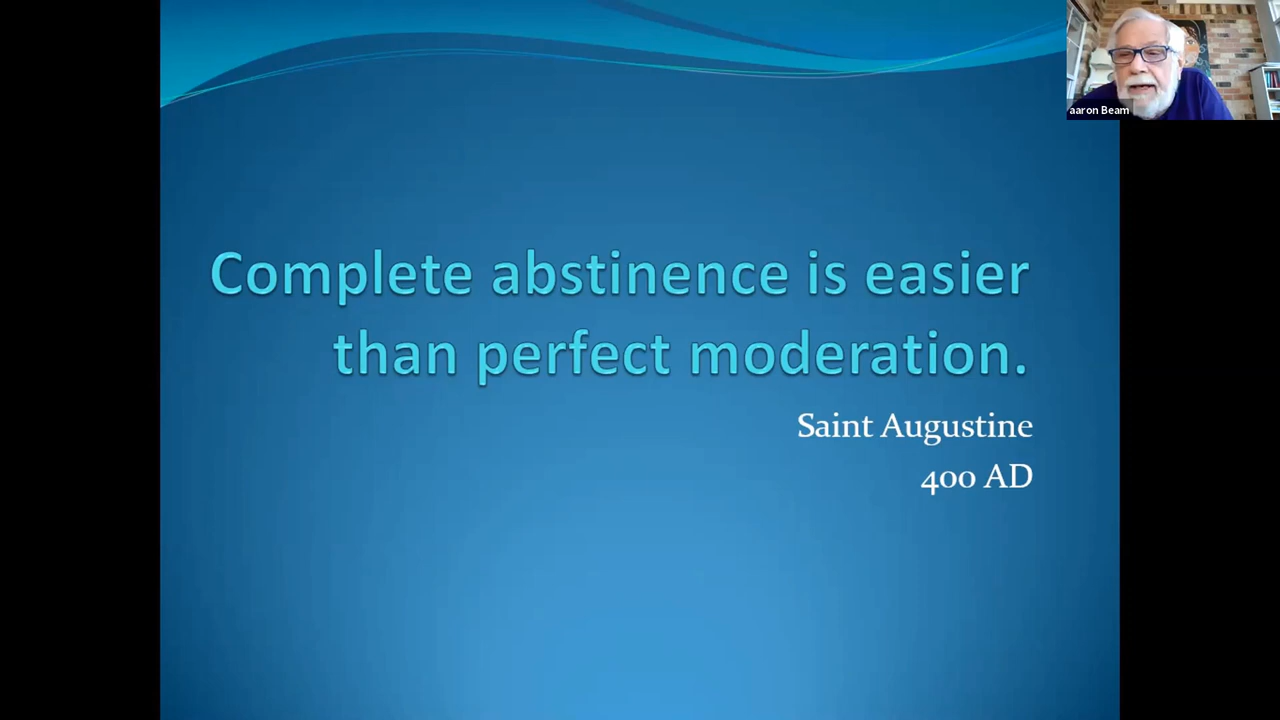 Complete abstinence is easier
than perfect moderation.
Saint Augustine
400 AD
aaron Beam